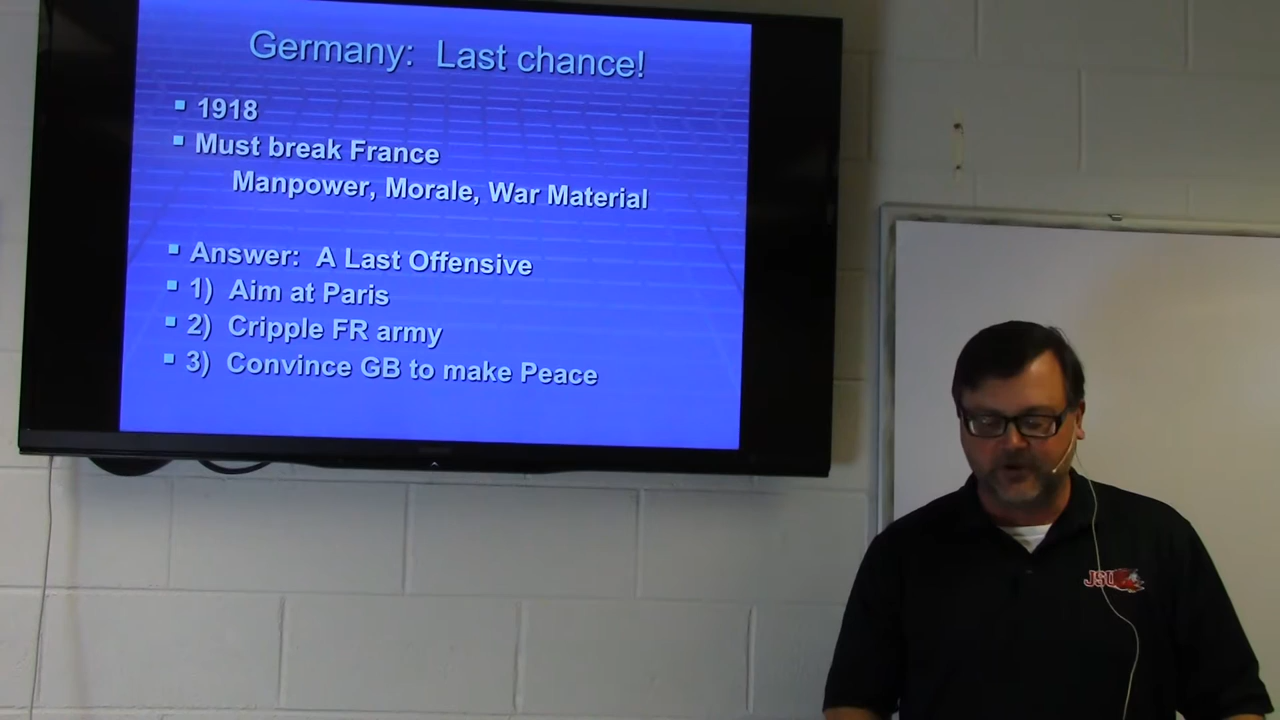 Germany: Last chance!
▪ 1918
▪ Must break France
Manpower, Morale, War Material
▪ Answer: A Last Offensive
▪ 1) Aim at Paris
▪ 2) Cripple FR army
▪ 3) Convince GB to make Peace
JSU